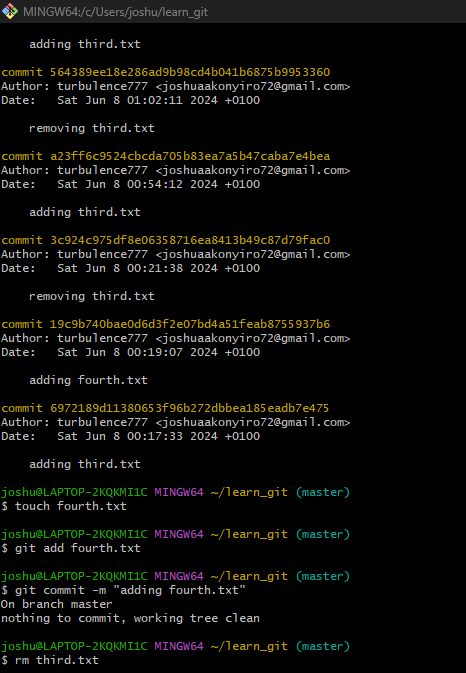 MINGW64:/c/Users/joshu/learn_git
adding third.txt
commit 564389ee18e286ad9b98cd4b041b6875b9953360
Author: turbulence777 <joshuaakonyiro72@gmail.com>
Date:   Sat Jun 8 01:02:11 2024 +0100
removing third.txt
commit a23ff6c9524cbcda705b83ea7a5b47caba7e4bea
Author: turbulence777 <joshuaakonyiro72@gmail.com>
Date:   Sat Jun 8 00:54:12 2024 +0100
adding third.txt
commit 3c924c975df8e06358716ea8413b49c87d79fac0
Author: turbulence777 <joshuaakonyiro72@gmail.com>
Date:   Sat Jun 8 00:21:38 2024 +0100
removing third.txt
commit 19c9b740bae0d6d3f2e07bd4a51feab8755937b6
Author: turbulence777 <joshuaakonyiro72@gmail.com>
Date:   Sat Jun 8 00:19:07 2024 +0100
adding fourth.txt
commit 6972189d11380653f96b272dbbea185eadb7e475
Author: turbulence777 <joshuaakonyiro72@gmail.com>
Date:   Sat Jun 8 00:17:33 2024 +0100
adding third.txt
joshu@LAPTOP-2KQKMI1C MINGW64 ~/learn_git (master)
$ touch fourth.txt
joshu@LAPTOP-2KQKMI1C MINGW64 ~/learn_git (master)
$ git add fourth.txt
joshu@LAPTOP-2KQKMI1C MINGW64 ~/learn_git (master)
$ git commit -m "adding fourth.txt"
On branch master
nothing to commit, working tree clean
joshu@LAPTOP-2KQKMI1C MINGW64 ~/learn_git (master)
$ rm third.txt